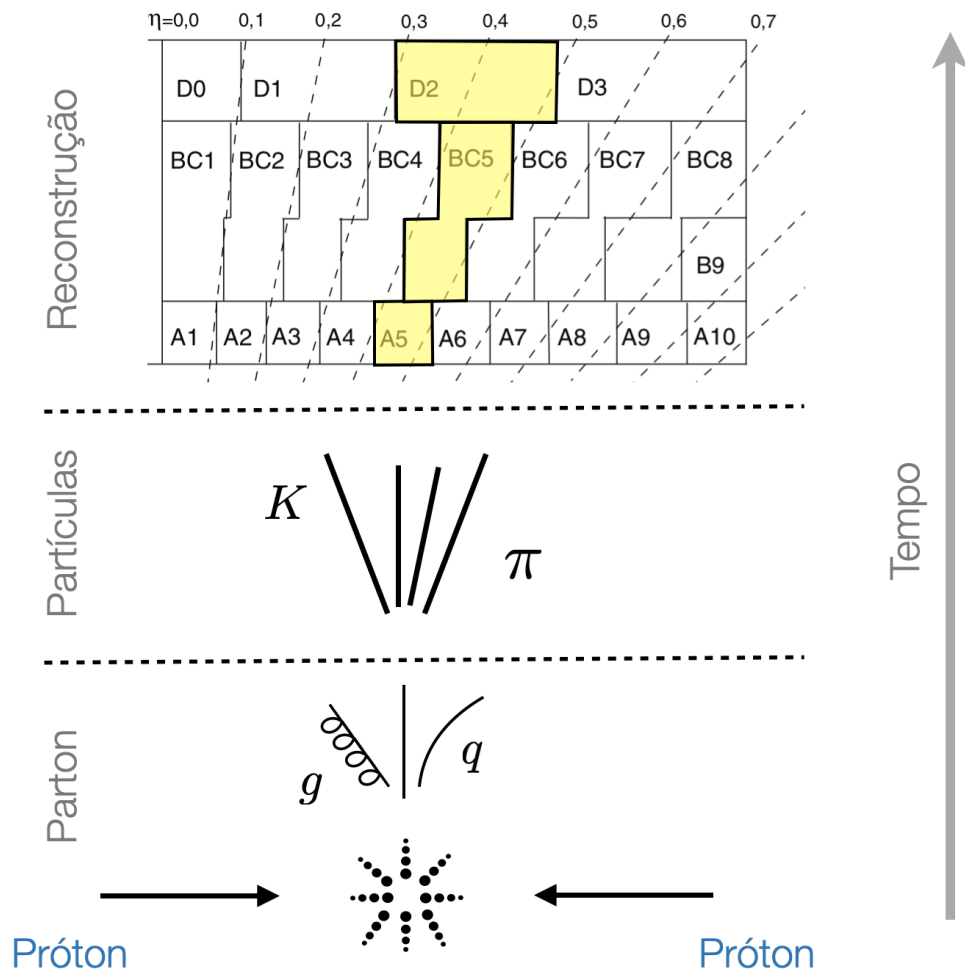 η=0,0 0,1 0,2 0,3 0,4 0,5 0,6 0,7
D0 D1 D2 D3
BC1 BC2 BC3 BC4 BC5 BC6 BC7 BC8
B9
A1 A2 A3 A4 A5 A6 A7 A8 A9 A10
Reconstrução
K
π
Partículas
Tempo
g
q
Parton
Próton
Próton